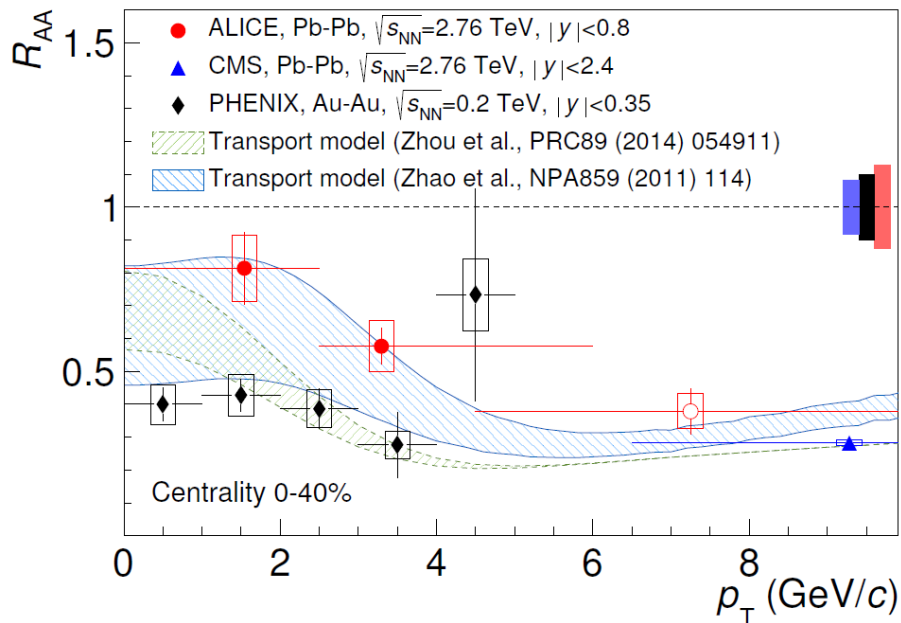 R_AA
1.5
1
0.5
ALICE, Pb-Pb, √s_NN=2.76 TeV, |y|<0.8
CMS, Pb-Pb, √s_NN=2.76 TeV, |y|<2.4
PHENIX, Au-Au, √s_NN=0.2 TeV, |y|<0.35
Transport model (Zhou et al., PRC89 (2014) 054911)
Transport model (Zhao et al., NPA859 (2011) 114)
Centrality 0-40%
0 2 4 6 8
p_T (GeV/c)